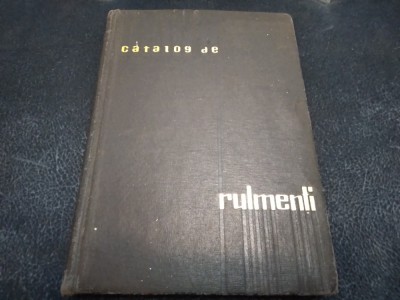 catalog de
rulmenți